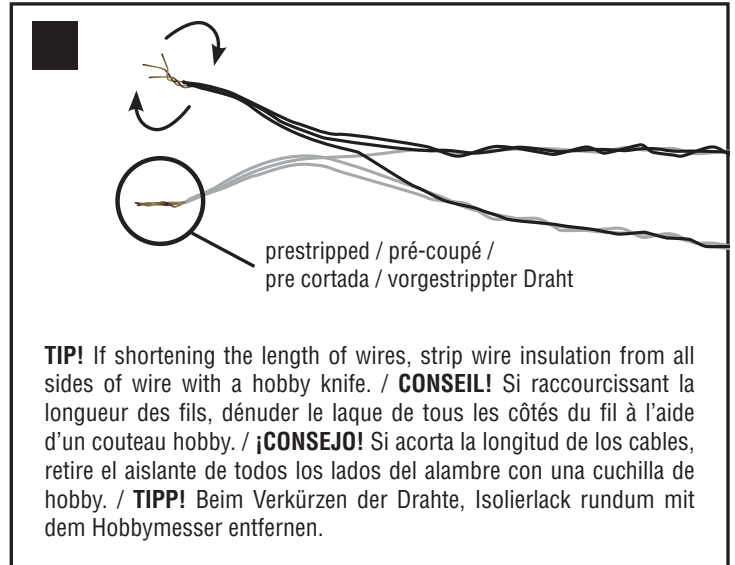 prestripped / pré-coupé /
pre cortada / vorgestrippter Draht
TIP! If shortening the length of wires, strip wire insulation from all
sides of wire with a hobby knife. / CONSEIL! Si raccourcissant la
longueur des fils, dénuder le laque de tous les côtés du fil à l'aide
d'un couteau hobby. / ¡CONSEJO! Si acorta la longitud de los cables,
retire el aislante de todos los lados del alambre con una cuchilla de
hobby. / TIPP! Beim Verkürzen der Drahte, Isolierlack rundum mit
dem Hobbymesser entfernen.